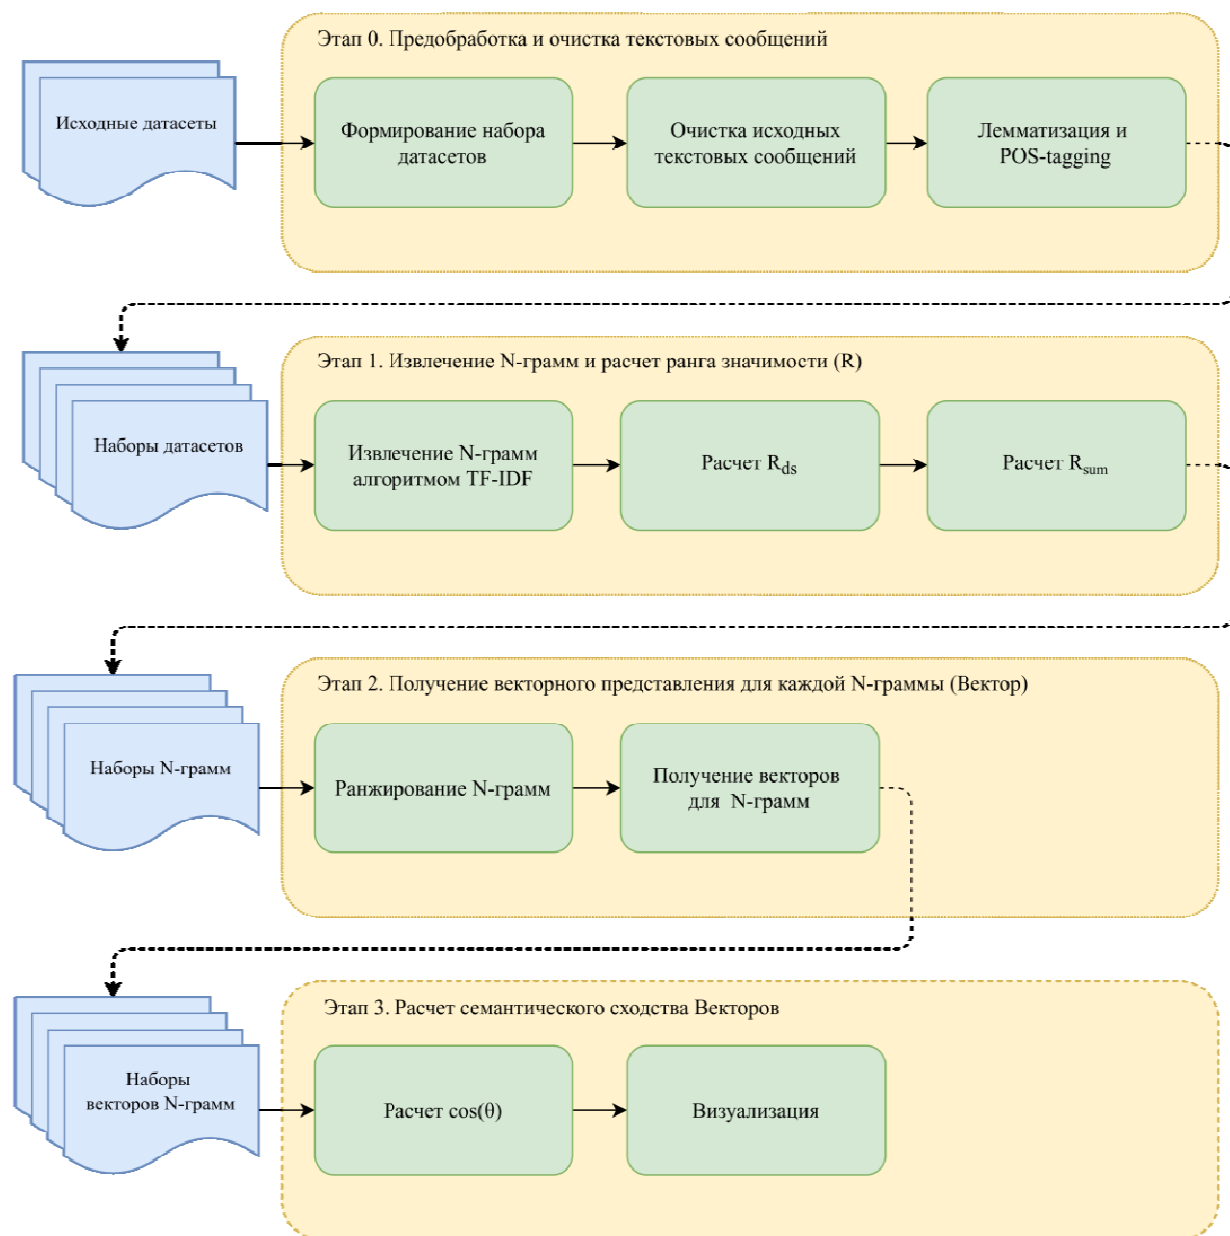 Этап 0. Предобработка и очистка текстовых сообщений
Исходные датасеты
Формирование набора
датасетов
Очистка исходных
текстовых сообщений
Лемматизация и
POS-tagging
Этап 1. Извлечение N-грамм и расчет ранга значимости (R)
Наборы датасетов
Извлечение N-грамм
алгоритмом TF-IDF
Расчет R_ds
Расчет R_sum
Этап 2. Получение векторного представления для каждой N-граммы (Вектор)
Наборы N-грамм
Ранжирование N-грамм
Получение векторов
для N-грамм
Этап 3. Расчет семантического сходства Векторов
Наборы
векторов N-грамм
Расчет cos(θ)
Визуализация